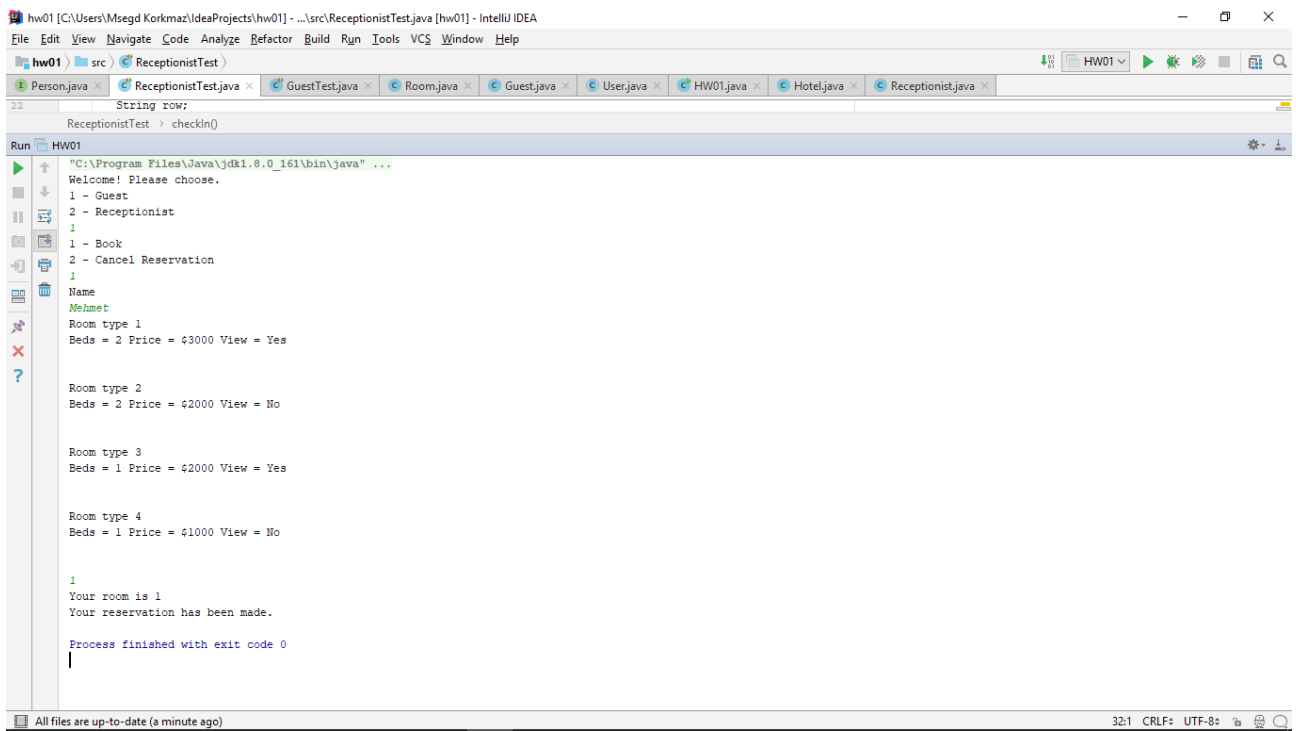 hw01 [C:\Users\Msegd Korkmaz\IdeaProjects\hw01] - ...\src\ReceptionistTest.java [hw01] - IntelliJ IDEA
File Edit View Navigate Code Analyze Refactor Build Run Tools VCS Window Help
hw01 src ReceptionistTest HW01
Person.java ReceptionistTest.java GuestTest.java Room.java Guest.java User.java HW01.java Hotel.java Receptionist.java
22 String row;
ReceptionistTest checkIn()
Run HW01
"C:\Program Files\Java\jdk1.8.0_161\bin\java" ...
Welcome! Please choose.
1 - Guest
2 - Receptionist
1
1 - Book
2 - Cancel Reservation
1
Name
Mehmet
Room type 1
Beds = 2 Price = $3000 View = Yes
Room type 2
Beds = 2 Price = $2000 View = No
Room type 3
Beds = 1 Price = $2000 View = Yes
Room type 4
Beds = 1 Price = $1000 View = No
1
Your room is 1
Your reservation has been made.
Process finished with exit code 0
All files are up-to-date (a minute ago) 32:1 CRLF UTF-8